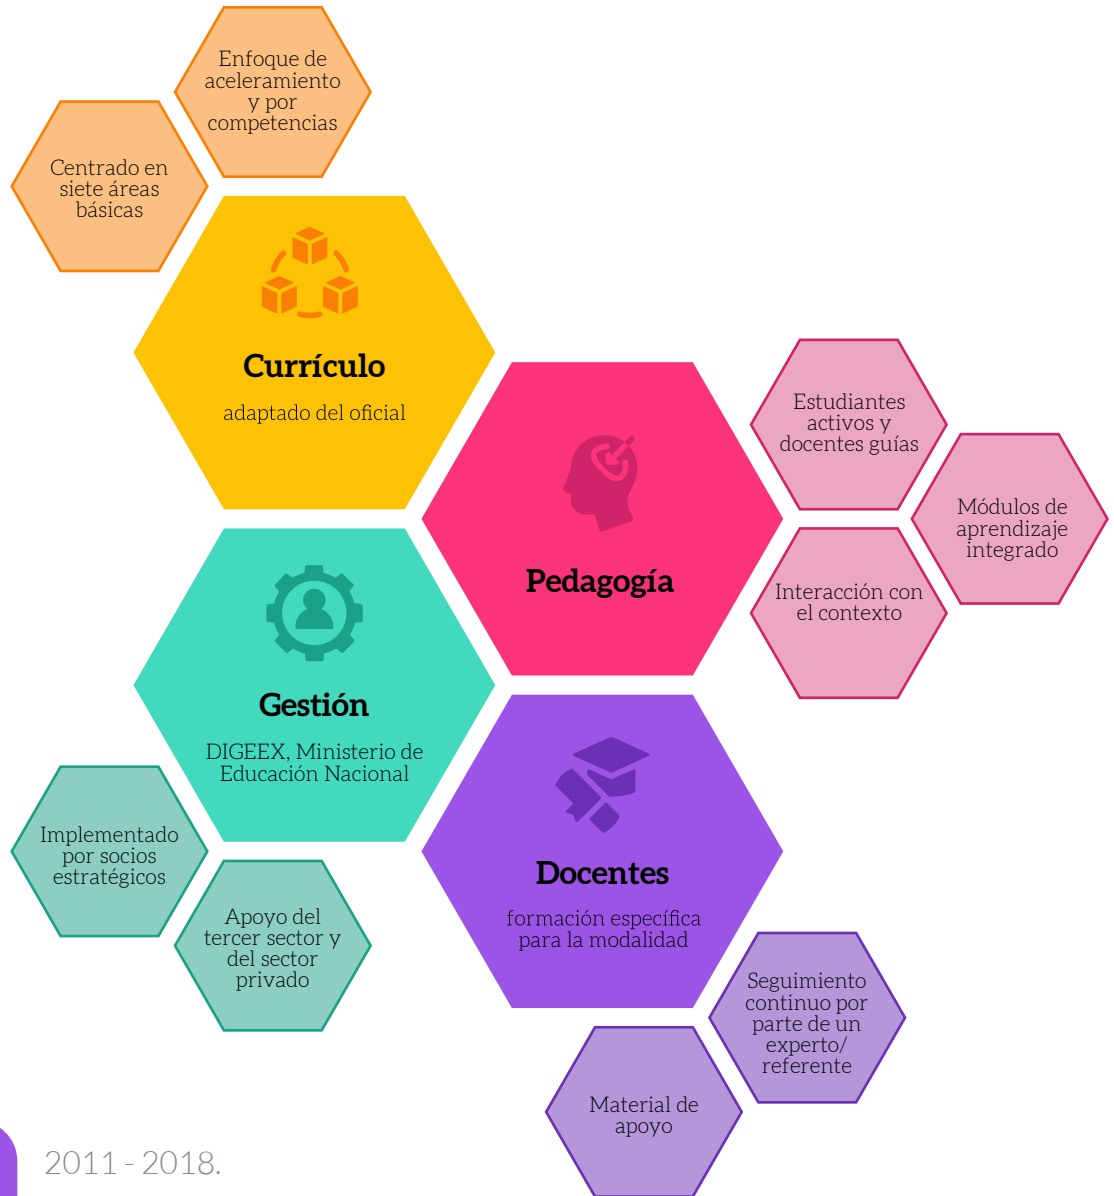 Enfoque de
aceleramiento
y por
competencias
Centrado en
siete áreas
básicas
Currículo
adaptado del oficial
Estudiantes
activos y
docentes guías
Módulos de
aprendizaje
integrado
Interacción con
el contexto
Pedagogía
Gestión
DIGEEX, Ministerio de
Educación Nacional
Implementado
por socios
estratégicos
Apoyo del
tercer sector y
del sector
privado
Docentes
formación específica
para la modalidad
Seguimiento
continuo por
parte de un
experto/
referente
Material de
apoyo
2011 - 2018.